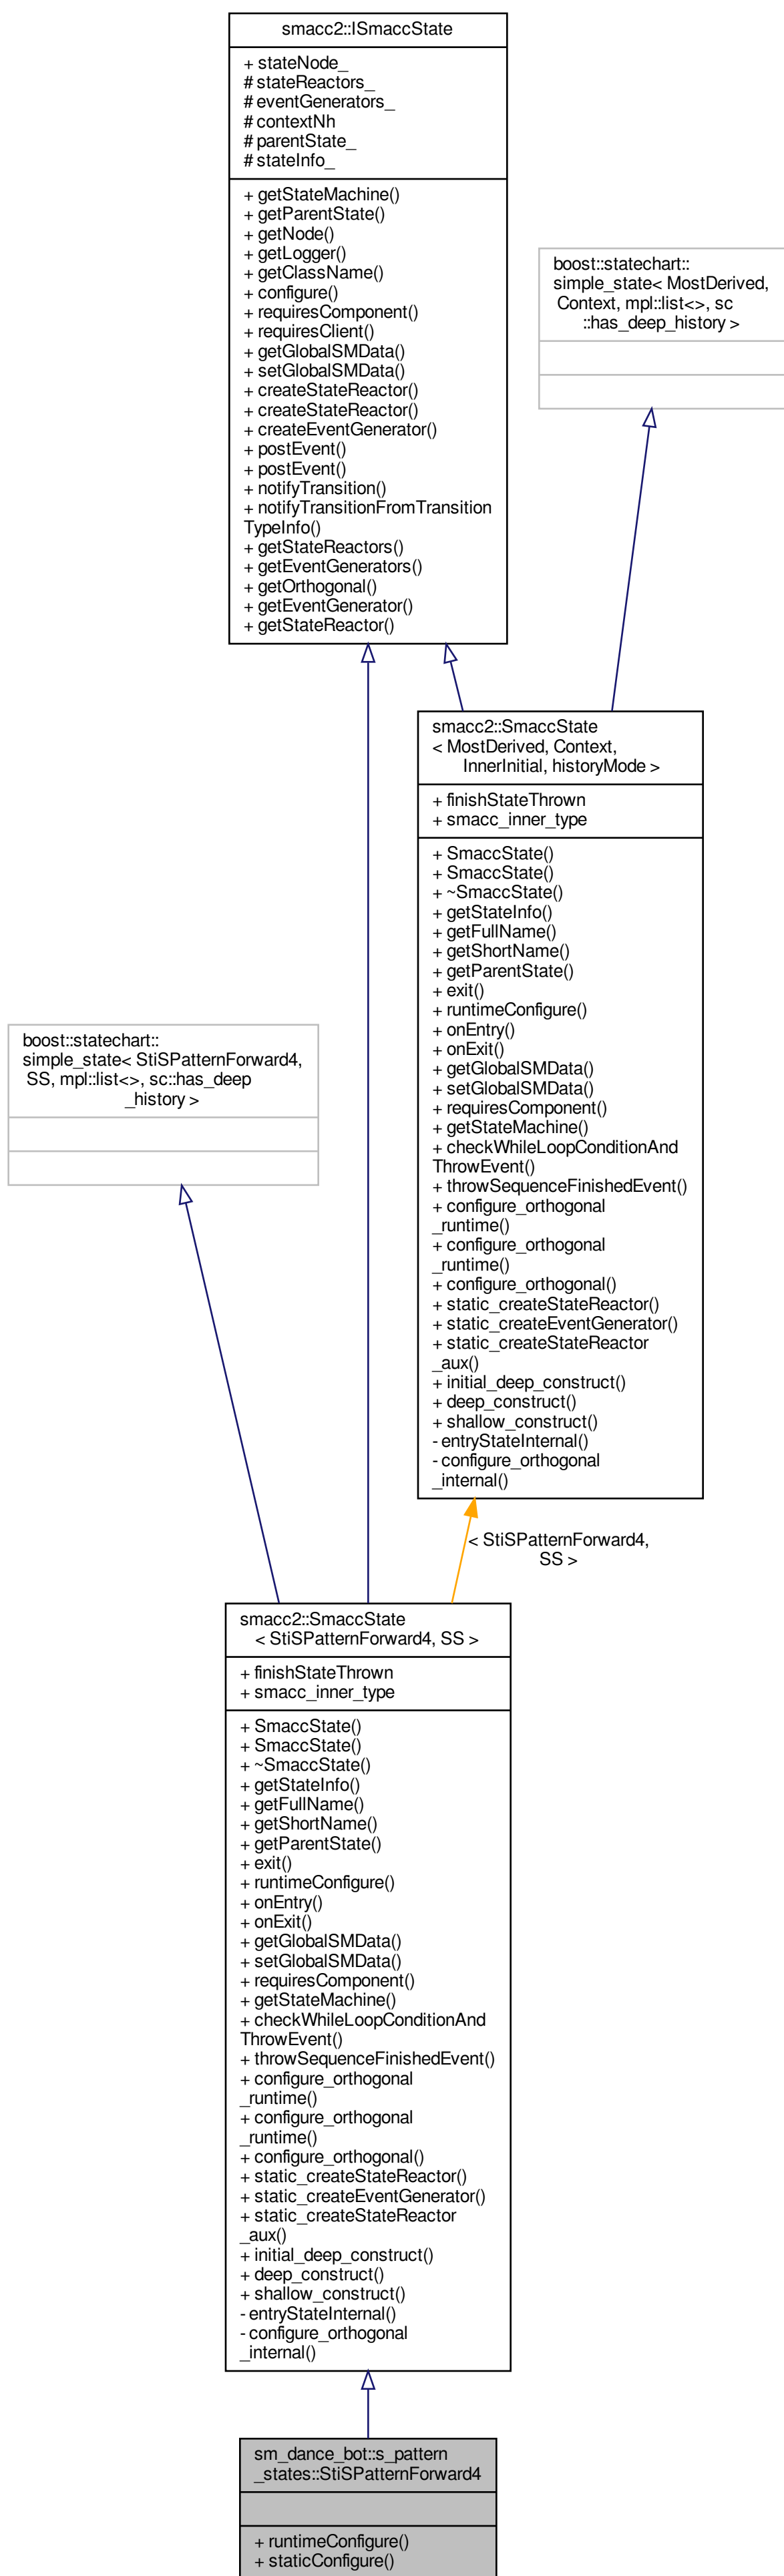 smacc2::ISmaccState
+ stateNode_
# stateReactors_
# eventGenerators_
# contextNh
# parentState_
# stateInfo_
+ getStateMachine()
+ getParentState()
+ getNode()
+ getLogger()
+ getClassName()
+ configure()
+ requiresComponent()
+ requiresClient()
+ getGlobalSMData()
+ setGlobalSMData()
+ createStateReactor()
+ createStateReactor()
+ createEventGenerator()
+ postEvent()
+ postEvent()
+ notifyTransition()
+ notifyTransitionFromTransition
TypeInfo()
+ getStateReactors()
+ getEventGenerators()
+ getOrthogonal()
+ getEventGenerator()
+ getStateReactor()
boost::statechart::
simple_state< MostDerived,
Context, mpl::list<>, sc
::has_deep_history >
smacc2::SmaccState
< MostDerived, Context,
InnerInitial, historyMode >
+ finishStateThrown
+ smacc_inner_type
+ SmaccState()
+ SmaccState()
+ ~SmaccState()
+ getStateInfo()
+ getFullName()
+ getShortName()
+ getParentState()
+ exit()
+ runtimeConfigure()
+ onEntry()
+ onExit()
+ getGlobalSMData()
+ setGlobalSMData()
+ requiresComponent()
+ getStateMachine()
+ checkWhileLoopConditionAnd
ThrowEvent()
+ throwSequenceFinishedEvent()
+ configure_orthogonal
_runtime()
+ configure_orthogonal
_runtime()
+ configure_orthogonal()
+ static_createStateReactor()
+ static_createEventGenerator()
+ static_createStateReactor
_aux()
+ initial_deep_construct()
+ deep_construct()
+ shallow_construct()
- entryStateInternal()
- configure_orthogonal
_internal()
boost::statechart::
simple_state< StiSPatternForward4,
SS, mpl::list<>, sc::has_deep
_history >
< StiSPatternForward4,
SS >
smacc2::SmaccState
< StiSPatternForward4, SS >
+ finishStateThrown
+ smacc_inner_type
+ SmaccState()
+ SmaccState()
+ ~SmaccState()
+ getStateInfo()
+ getFullName()
+ getShortName()
+ getParentState()
+ exit()
+ runtimeConfigure()
+ onEntry()
+ onExit()
+ getGlobalSMData()
+ setGlobalSMData()
+ requiresComponent()
+ getStateMachine()
+ checkWhileLoopConditionAnd
ThrowEvent()
+ throwSequenceFinishedEvent()
+ configure_orthogonal
_runtime()
+ configure_orthogonal
_runtime()
+ configure_orthogonal()
+ static_createStateReactor()
+ static_createEventGenerator()
+ static_createStateReactor
_aux()
+ initial_deep_construct()
+ deep_construct()
+ shallow_construct()
- entryStateInternal()
- configure_orthogonal
_internal()
sm_dance_bot::s_pattern
_states::StiSPatternForward4
+ runtimeConfigure()
+ staticConfigure()